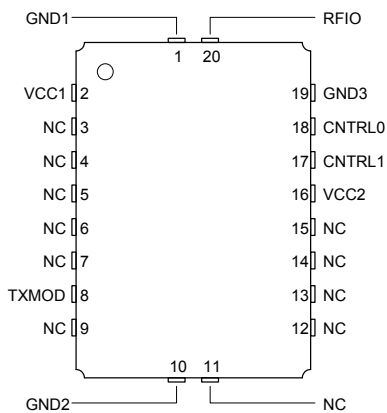 GND1 RFIO
1 20
VCC1 2 19 GND3
NC 3 18 CNTRL0
NC 4 17 CNTRL1
NC 5 16 VCC2
NC 6 15 NC
NC 7 14 NC
TXMOD 8 13 NC
NC 9 12 NC
10 11
GND2 NC